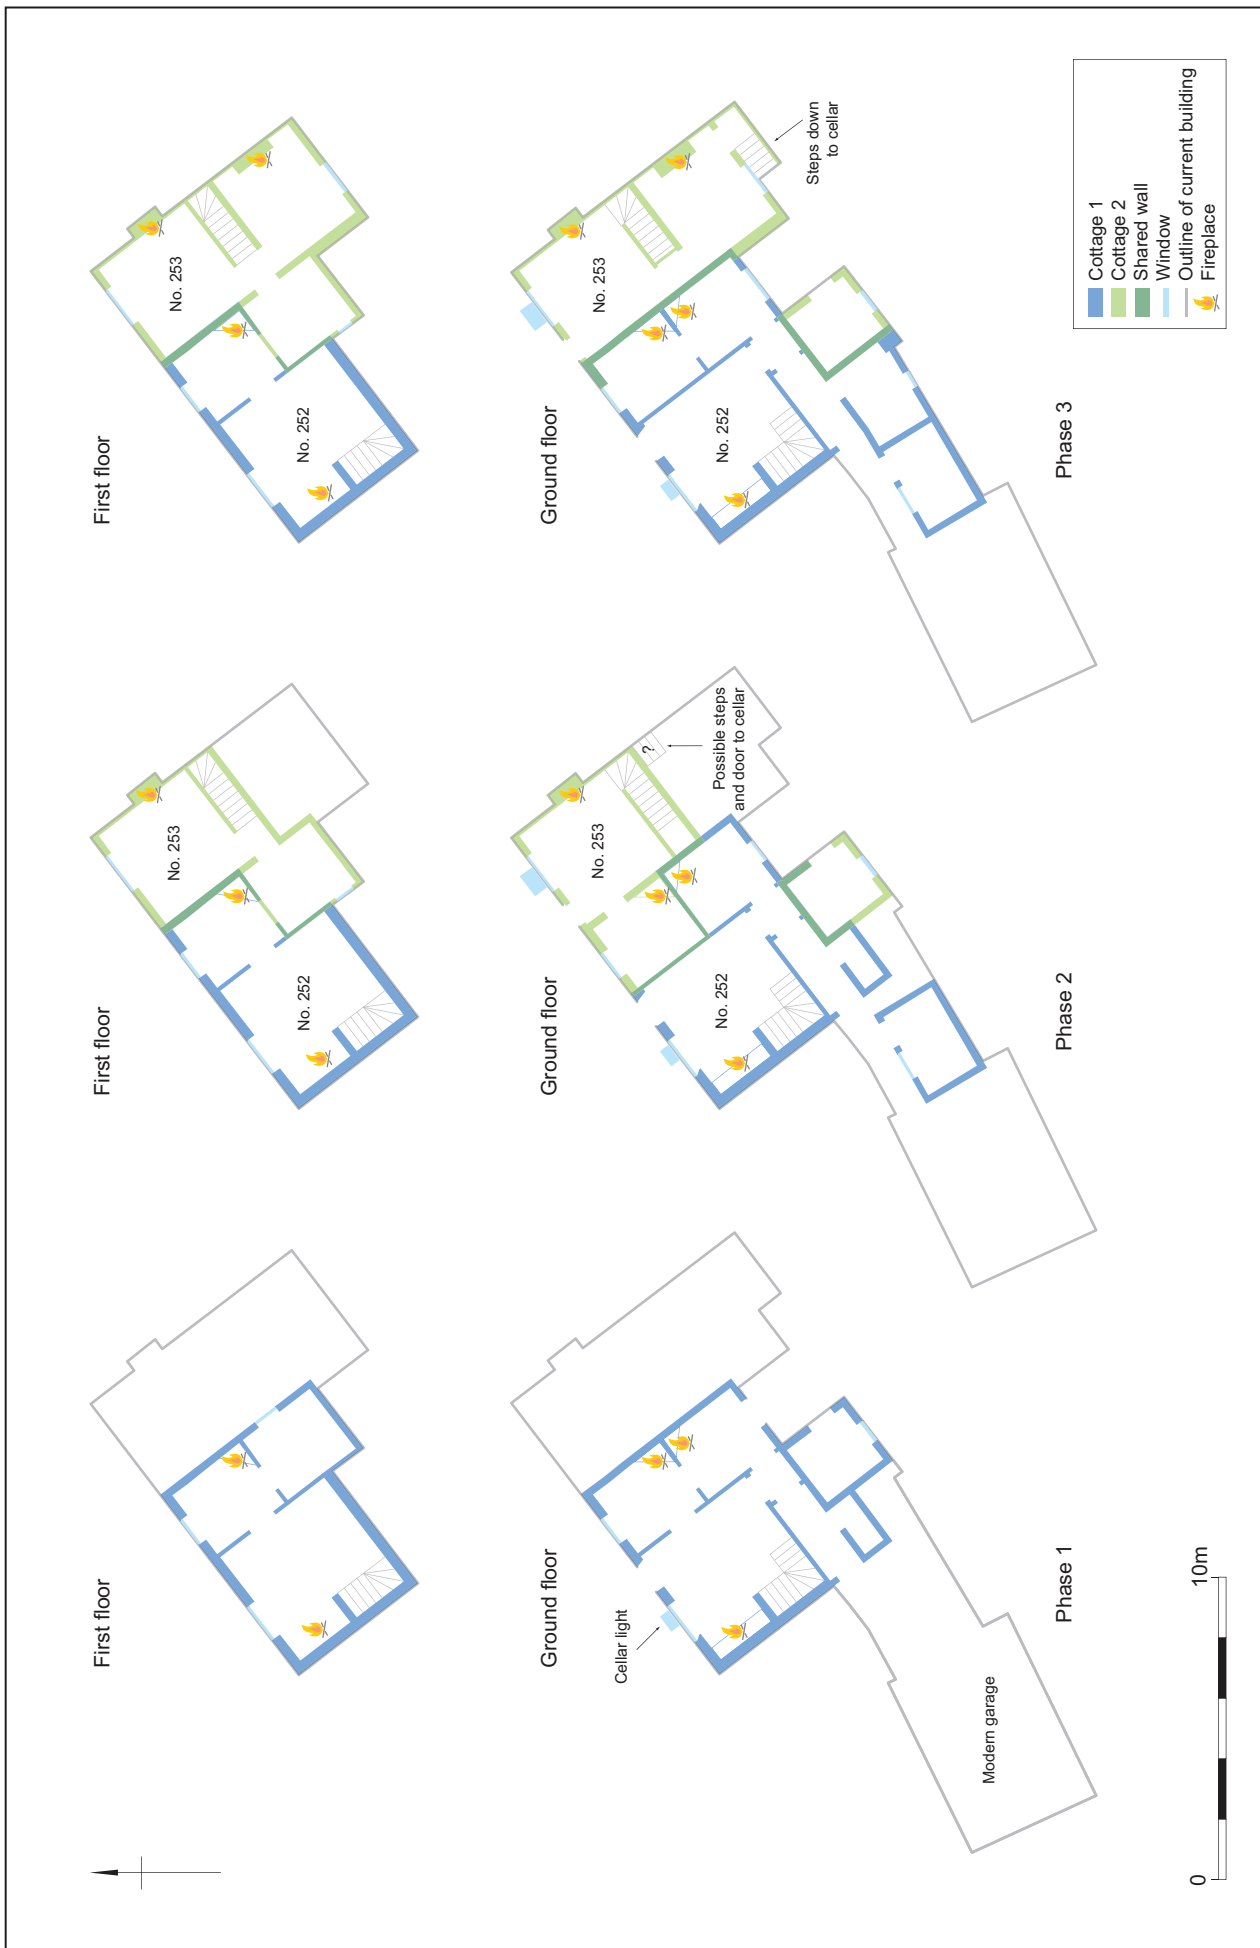 First floor
First floor
No. 252
No. 253
First floor
No. 252
No. 253
Ground floor
Cellar light
Modern garage
Phase 1
Ground floor
No. 252
No. 253
?
Possible steps
and door to cellar
Phase 2
Ground floor
No. 252
No. 253
Steps down
to cellar
Phase 3
Cottage 1
Cottage 2
Shared wall
Window
Outline of current building
Fireplace
0
10m